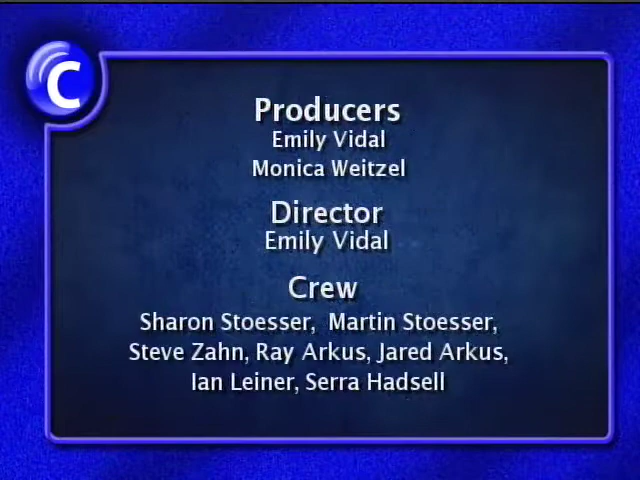 C
Producers
Emily Vidal
Monica Weitzel
Director
Emily Vidal
Crew
Sharon Stoesser, Martin Stoesser,
Steve Zahn, Ray Arkus, Jared Arkus,
Ian Leiner, Serra Hadsell